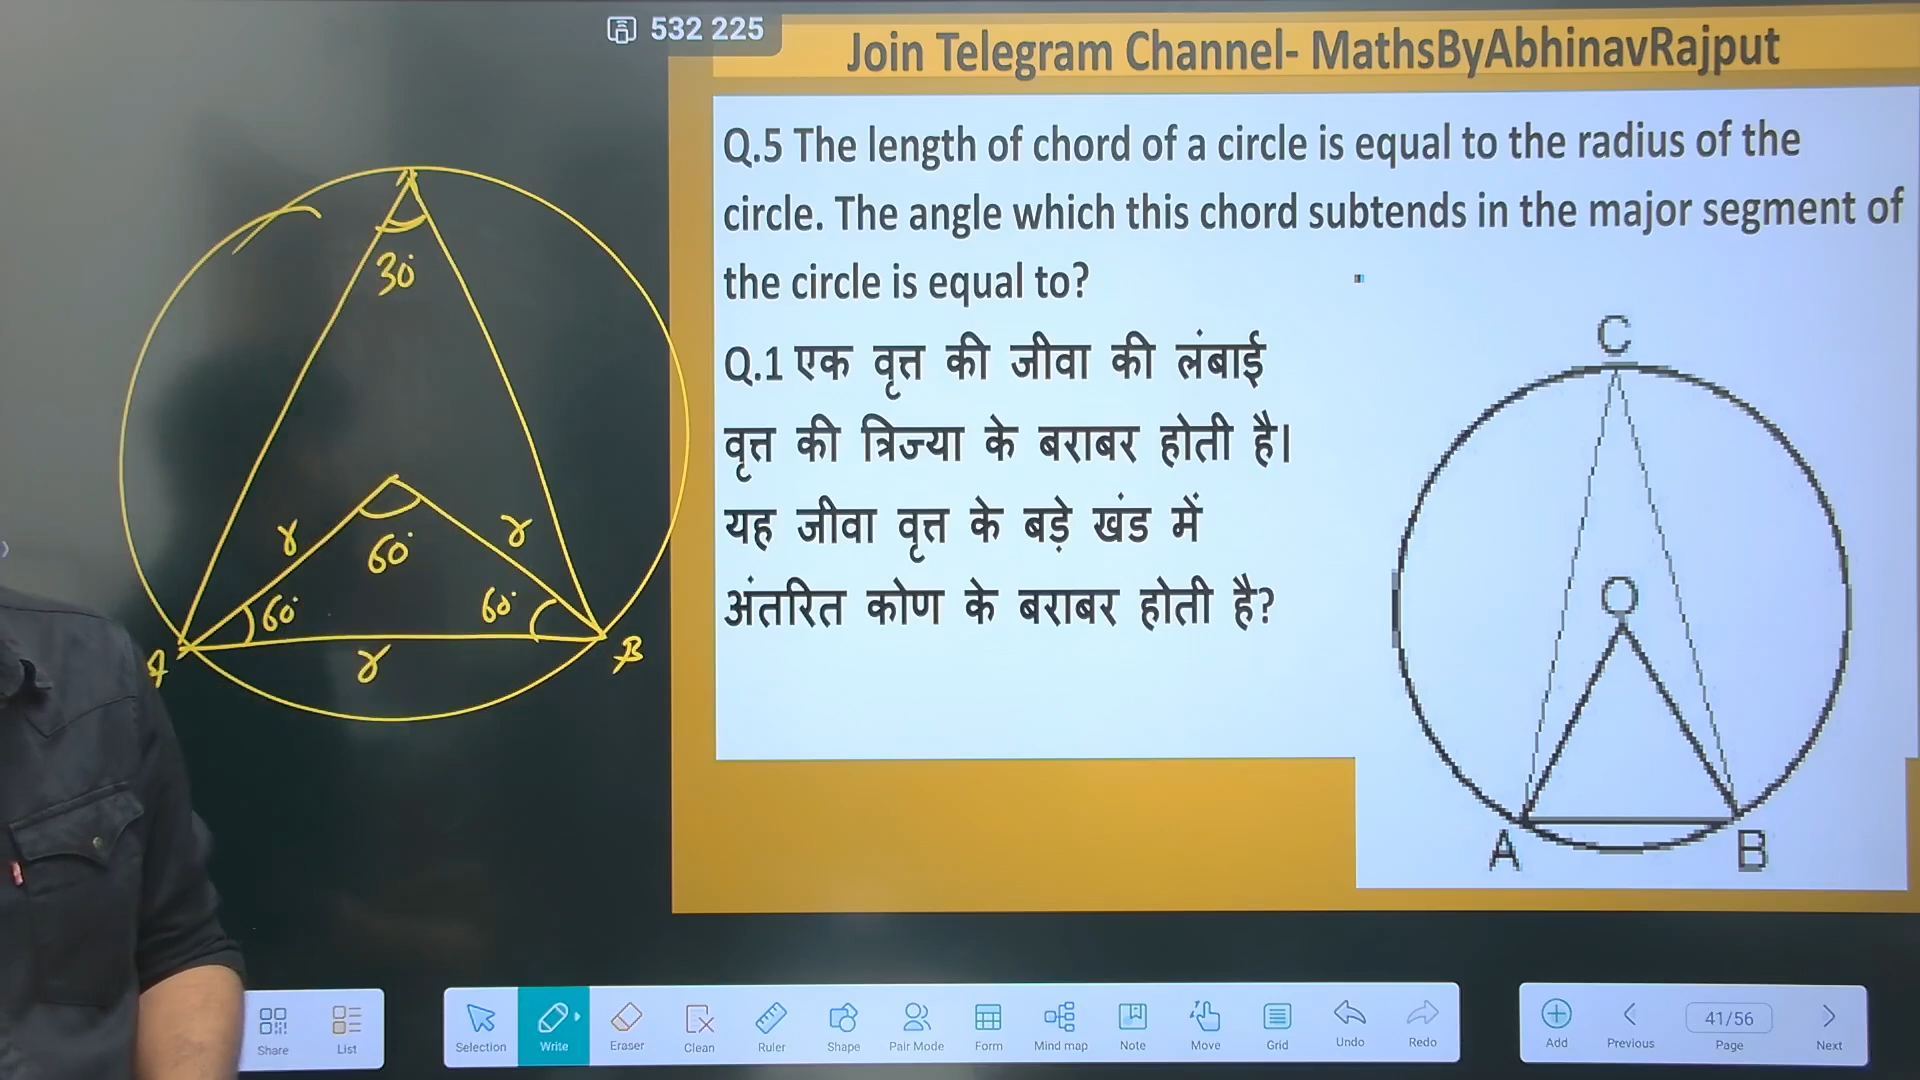 532 225
Join Telegram Channel- MathsByAbhinavRajput
Q.5 The length of chord of a circle is equal to the radius of the
circle. The angle which this chord subtends in the major segment of
the circle is equal to?
Q.1 एक वृत्त की जीवा की लंबाई
वृत्त की त्रिज्या के बराबर होती है।
यह जीवा वृत्त के बड़े खंड में
अंतरित कोण के बराबर होती है?
C
O
A
B
30°
r
60°
r
60°
60°
A
r
B
Share
List
Selection
Write
Eraser
Clean
Ruler
Shape
Pair Mode
Form
Mind map
Note
Move
Grid
Undo
Redo
Add
Previous
41/56
Page
Next